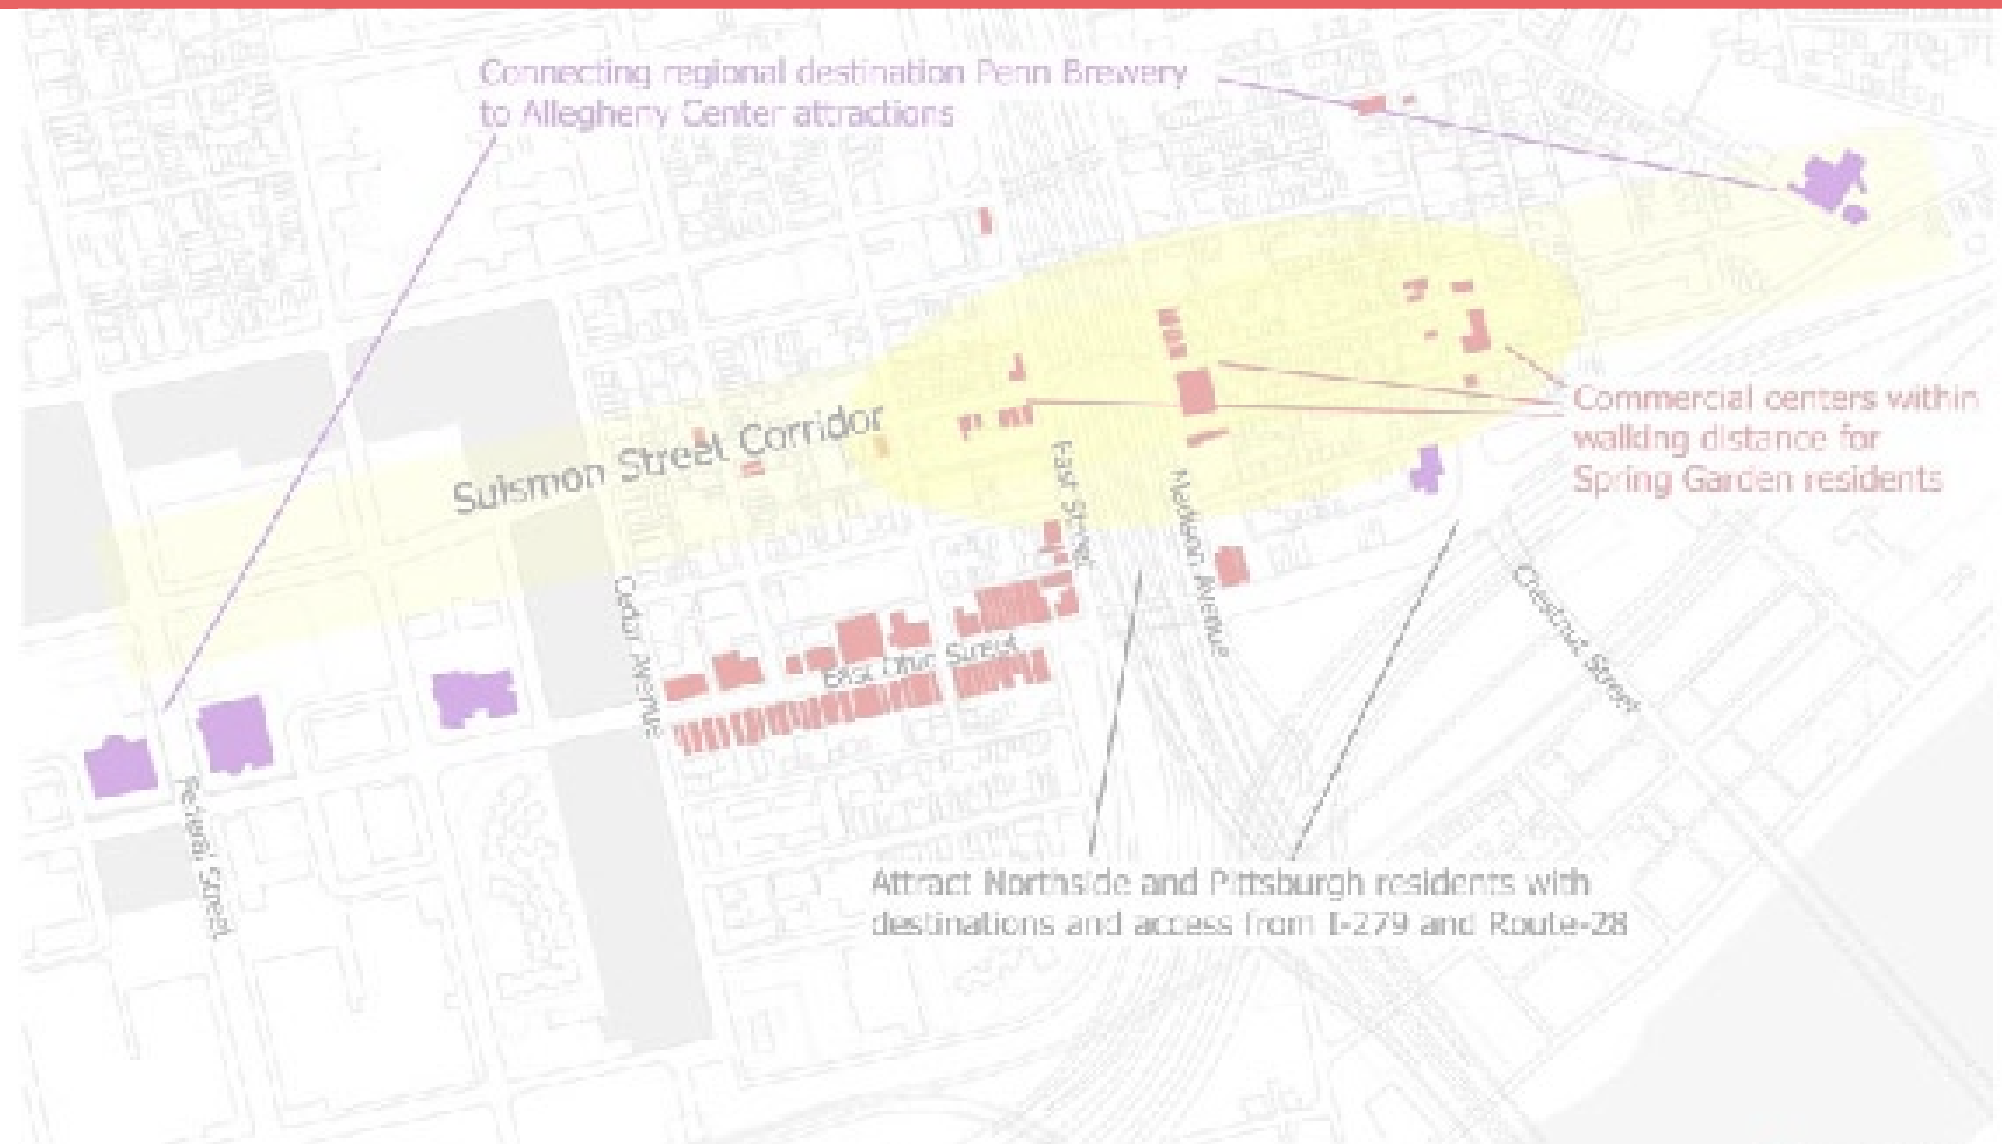 Connecting regional destination Penn Brewery
to Allegheny Center attractions
Suismon Street Corridor
Commercial centers within
walking distance for
Spring Garden residents
East Street
Madison Avenue
Cedar Avenue
East Ohio Street
Chestnut Street
Federal Street
Attract Northside and Pittsburgh residents with
destinations and access from I-279 and Route-28